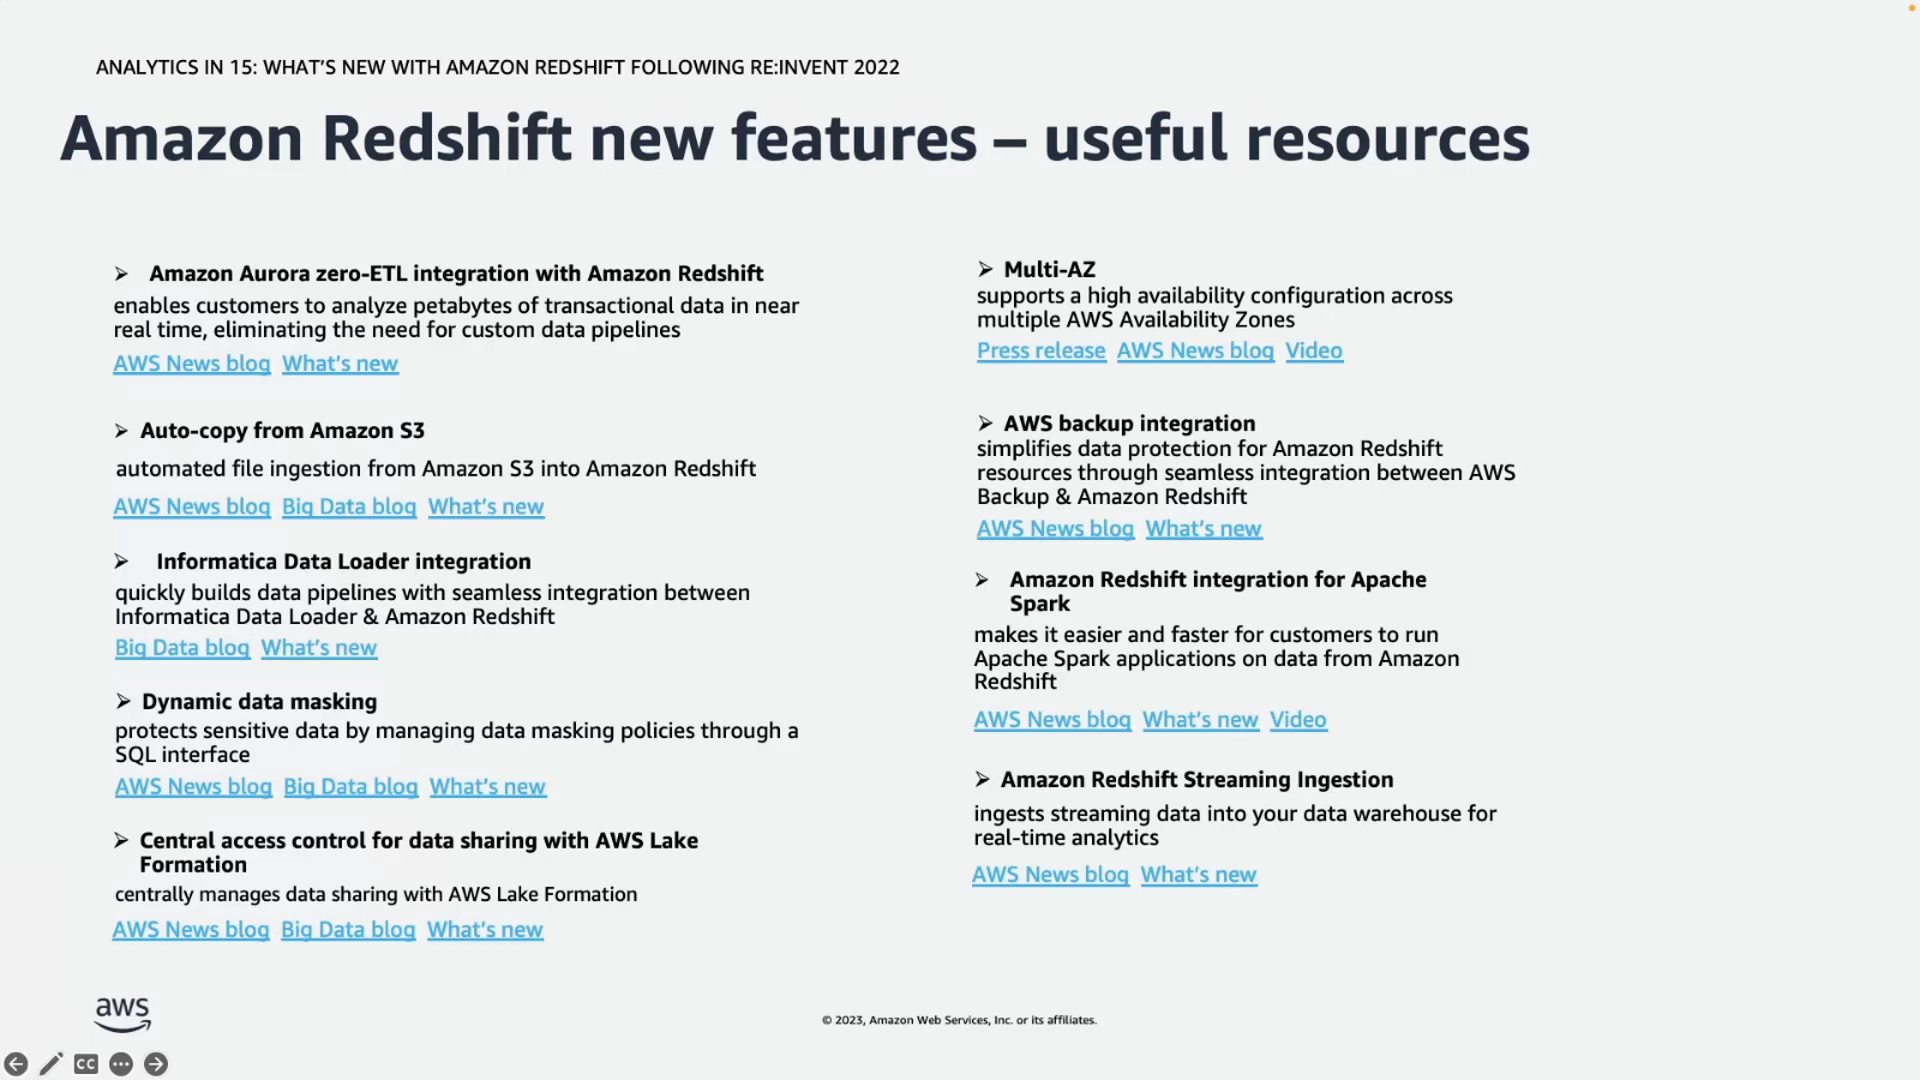 ANALYTICS IN 15: WHAT’S NEW WITH AMAZON REDSHIFT FOLLOWING RE:INVENT 2022
Amazon Redshift new features – useful resources
➢ Amazon Aurora zero-ETL integration with Amazon Redshift
enables customers to analyze petabytes of transactional data in near
real time, eliminating the need for custom data pipelines
AWS News blog What’s new
➢ Auto-copy from Amazon S3
automated file ingestion from Amazon S3 into Amazon Redshift
AWS News blog Big Data blog What’s new
➢ Informatica Data Loader integration
quickly builds data pipelines with seamless integration between
Informatica Data Loader & Amazon Redshift
Big Data blog What’s new
➢ Dynamic data masking
protects sensitive data by managing data masking policies through a
SQL interface
AWS News blog Big Data blog What’s new
➢ Central access control for data sharing with AWS Lake
Formation
centrally manages data sharing with AWS Lake Formation
AWS News blog Big Data blog What’s new
➢ Multi-AZ
supports a high availability configuration across
multiple AWS Availability Zones
Press release AWS News blog Video
➢ AWS backup integration
simplifies data protection for Amazon Redshift
resources through seamless integration between AWS
Backup & Amazon Redshift
AWS News blog What’s new
➢ Amazon Redshift integration for Apache
Spark
makes it easier and faster for customers to run
Apache Spark applications on data from Amazon
Redshift
AWS News blog What’s new Video
➢ Amazon Redshift Streaming Ingestion
ingests streaming data into your data warehouse for
real-time analytics
AWS News blog What’s new
aws
© 2023, Amazon Web Services, Inc. or its affiliates.
CC